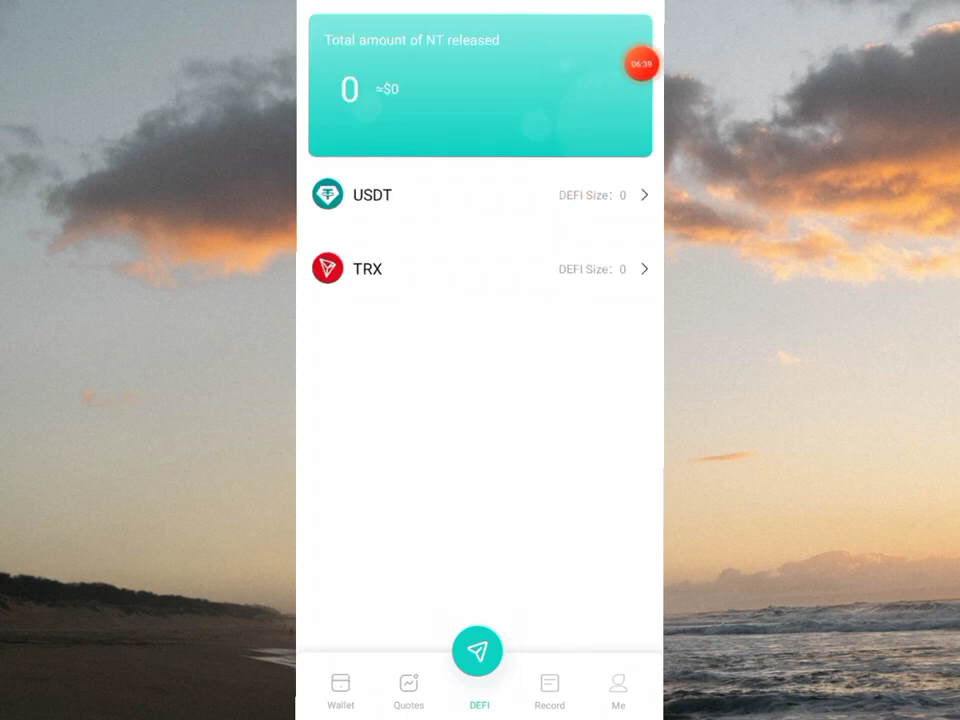 Total amount of NT released
06:39
0 ≈$0
USDT DEFI Size: 0
TRX DEFI Size: 0
Wallet Quotes DEFI Record Me